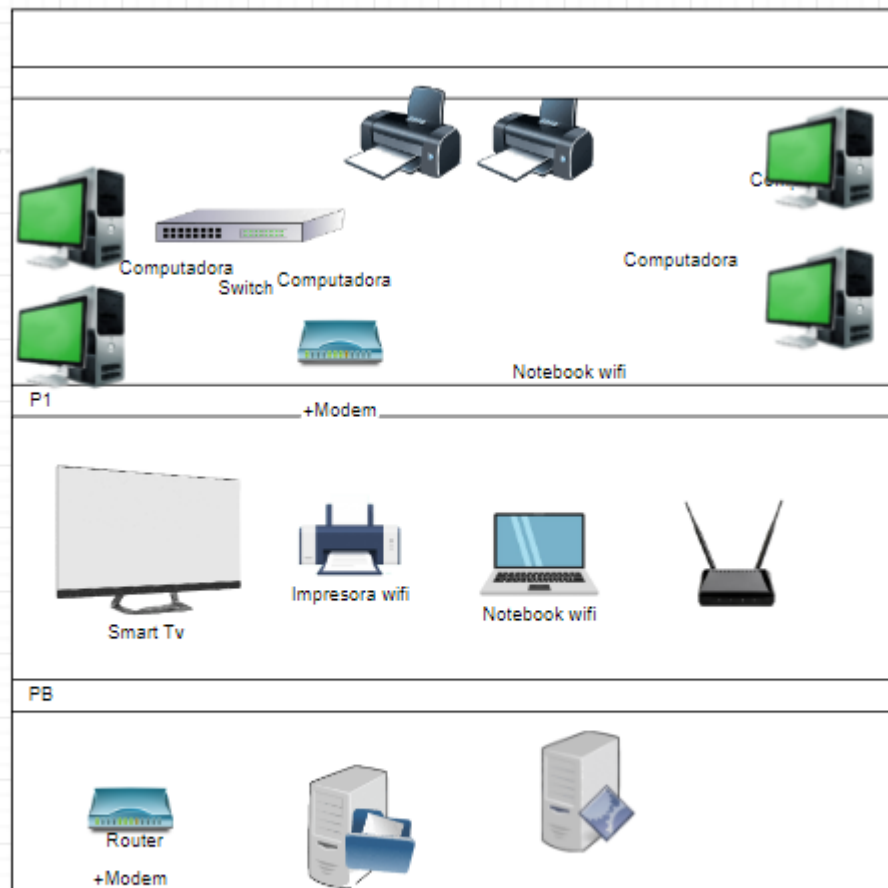 Computadora
Computadora
Switch
Computadora
Notebook wifi
P1
+Modem
Smart Tv
Impresora wifi
Notebook wifi
PB
Router
+Modem